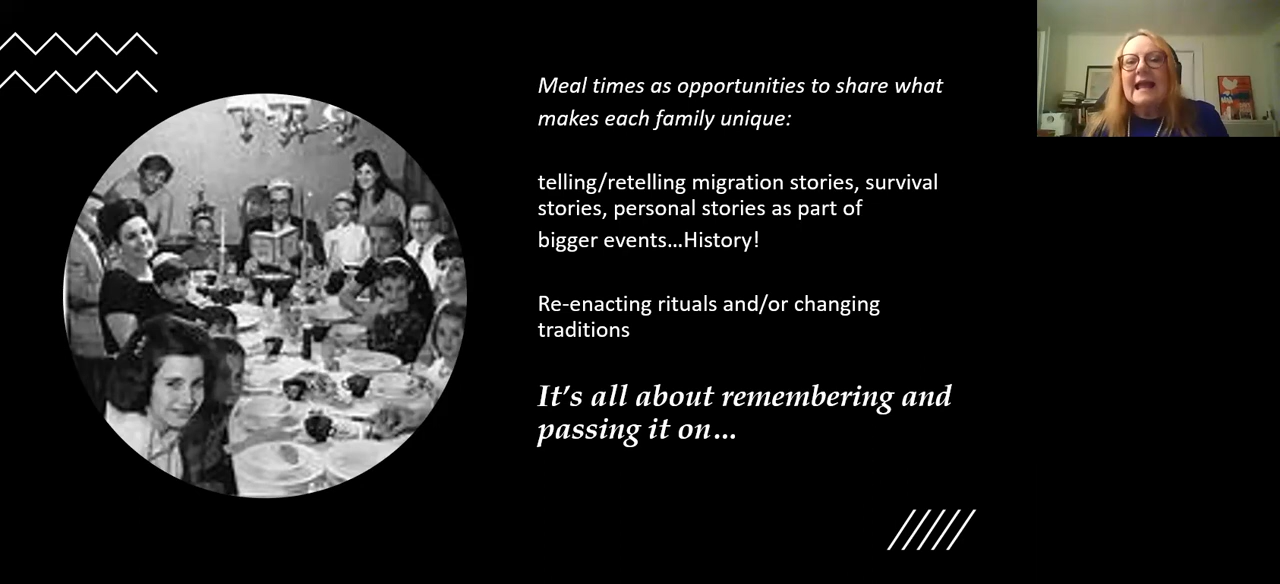 Meal times as opportunities to share what
makes each family unique:
telling/retelling migration stories, survival
stories, personal stories as part of
bigger events...History!
Re-enacting rituals and/or changing
traditions
It's all about remembering and
passing it on...